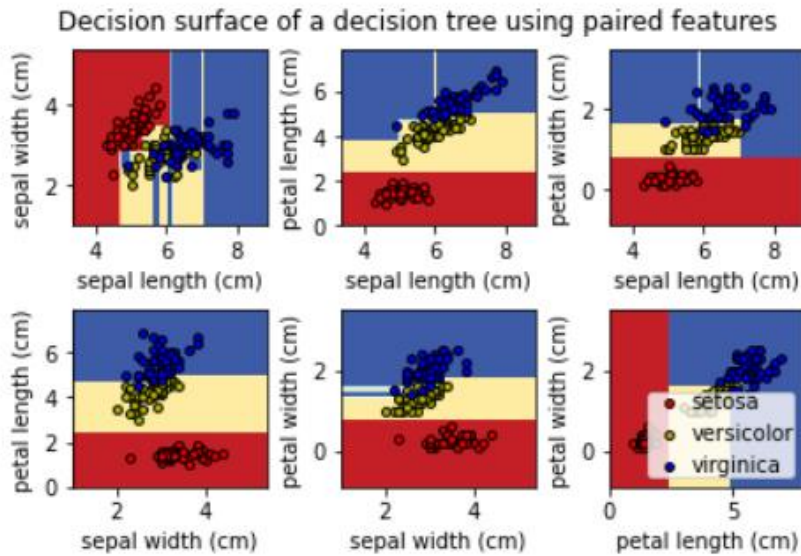 Decision surface of a decision tree using paired features
sepal width (cm)
4
2
4
6
8
sepal length (cm)
petal length (cm)
6
4
2
0
4
6
8
sepal length (cm)
petal width (cm)
2
0
4
6
8
sepal length (cm)
petal length (cm)
6
4
2
0
2
4
sepal width (cm)
petal width (cm)
2
0
2
4
sepal width (cm)
petal width (cm)
2
0
0
5
petal length (cm)
setosa
versicolor
virginica